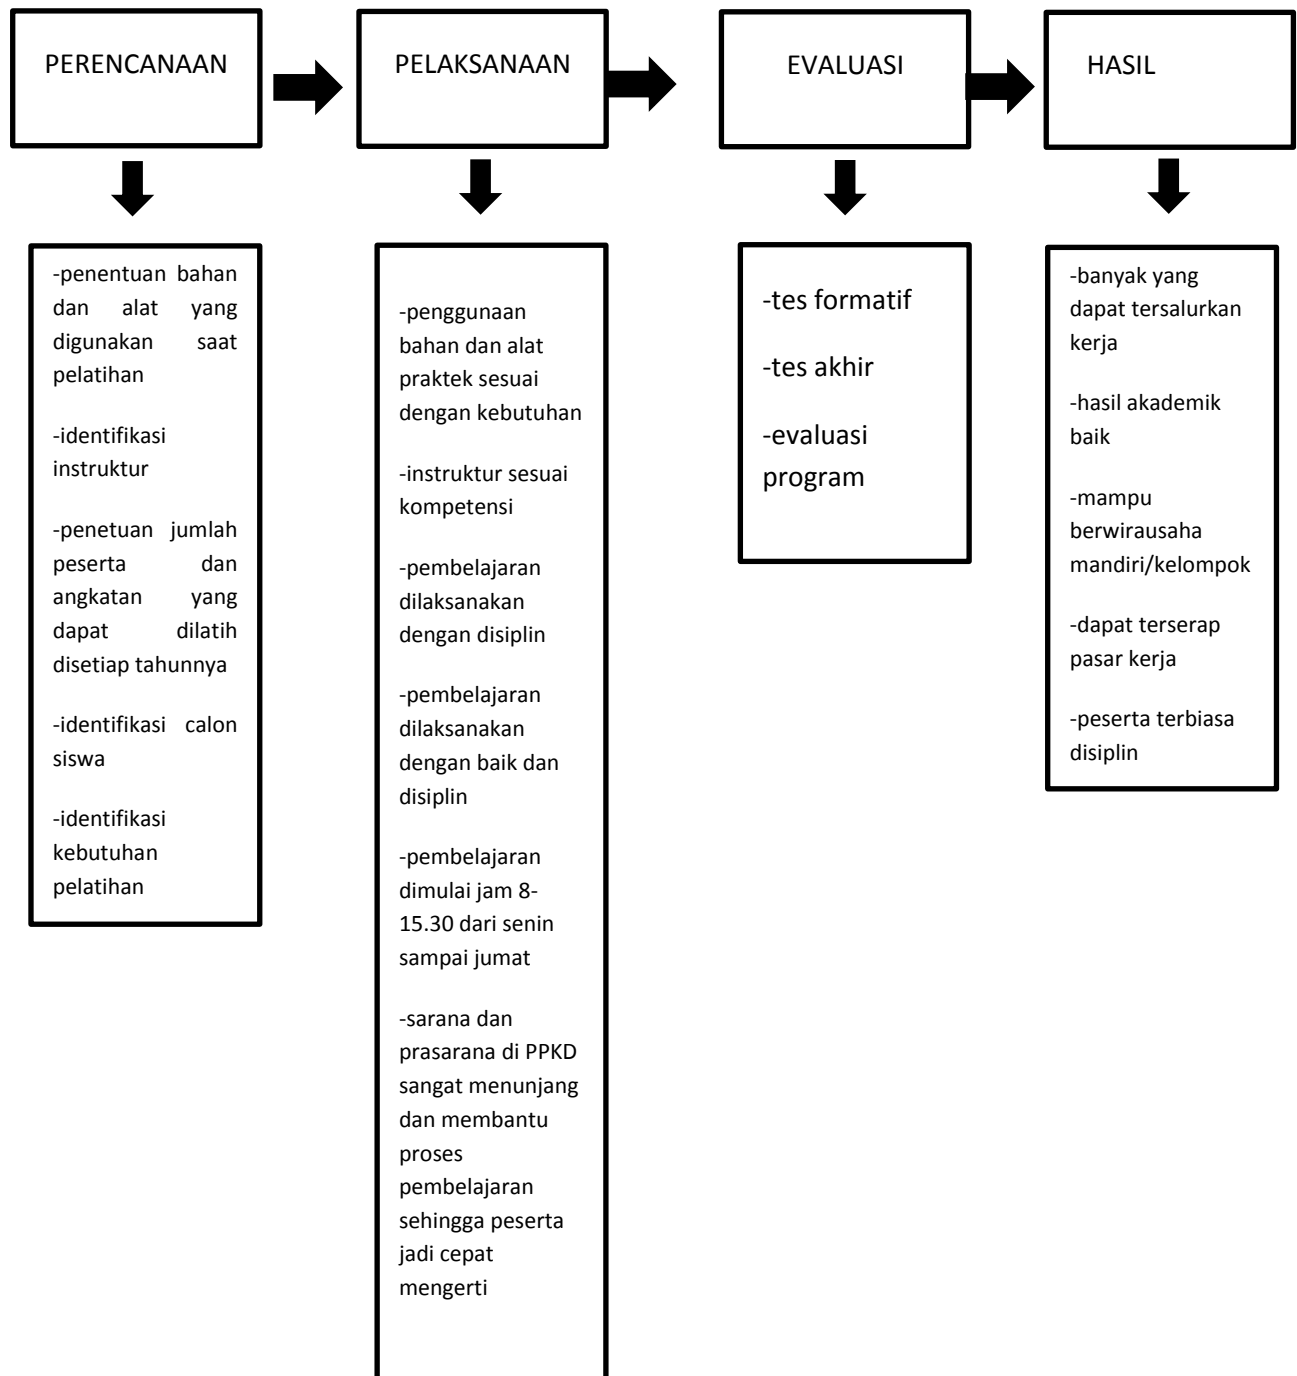 PERENCANAAN
PELAKSANAAN
EVALUASI
HASIL
-penentuan bahan
dan alat yang
digunakan saat
pelatihan
-identifikasi
instruktur
-penetuan jumlah
peserta dan
angkatan yang
dapat dilatih
disetiap tahunnya
-identifikasi calon
siswa
-identifikasi
kebutuhan
pelatihan
-penggunaan
bahan dan alat
praktek sesuai
dengan kebutuhan
-instruktur sesuai
kompetensi
-pembelajaran
dilaksanakan
dengan disiplin
-pembelajaran
dilaksanakan
dengan baik dan
disiplin
-pembelajaran
dimulai jam 8-
15.30 dari senin
sampai jumat
-sarana dan
prasarana di PPKD
sangat menunjang
dan membantu
proses
pembelajaran
sehingga peserta
jadi cepat
mengerti
-tes formatif
-tes akhir
-evaluasi
program
-banyak yang
dapat tersalurkan
kerja
-hasil akademik
baik
-mampu
berwirausaha
mandiri/kelompok
-dapat terserap
pasar kerja
-peserta terbiasa
disiplin